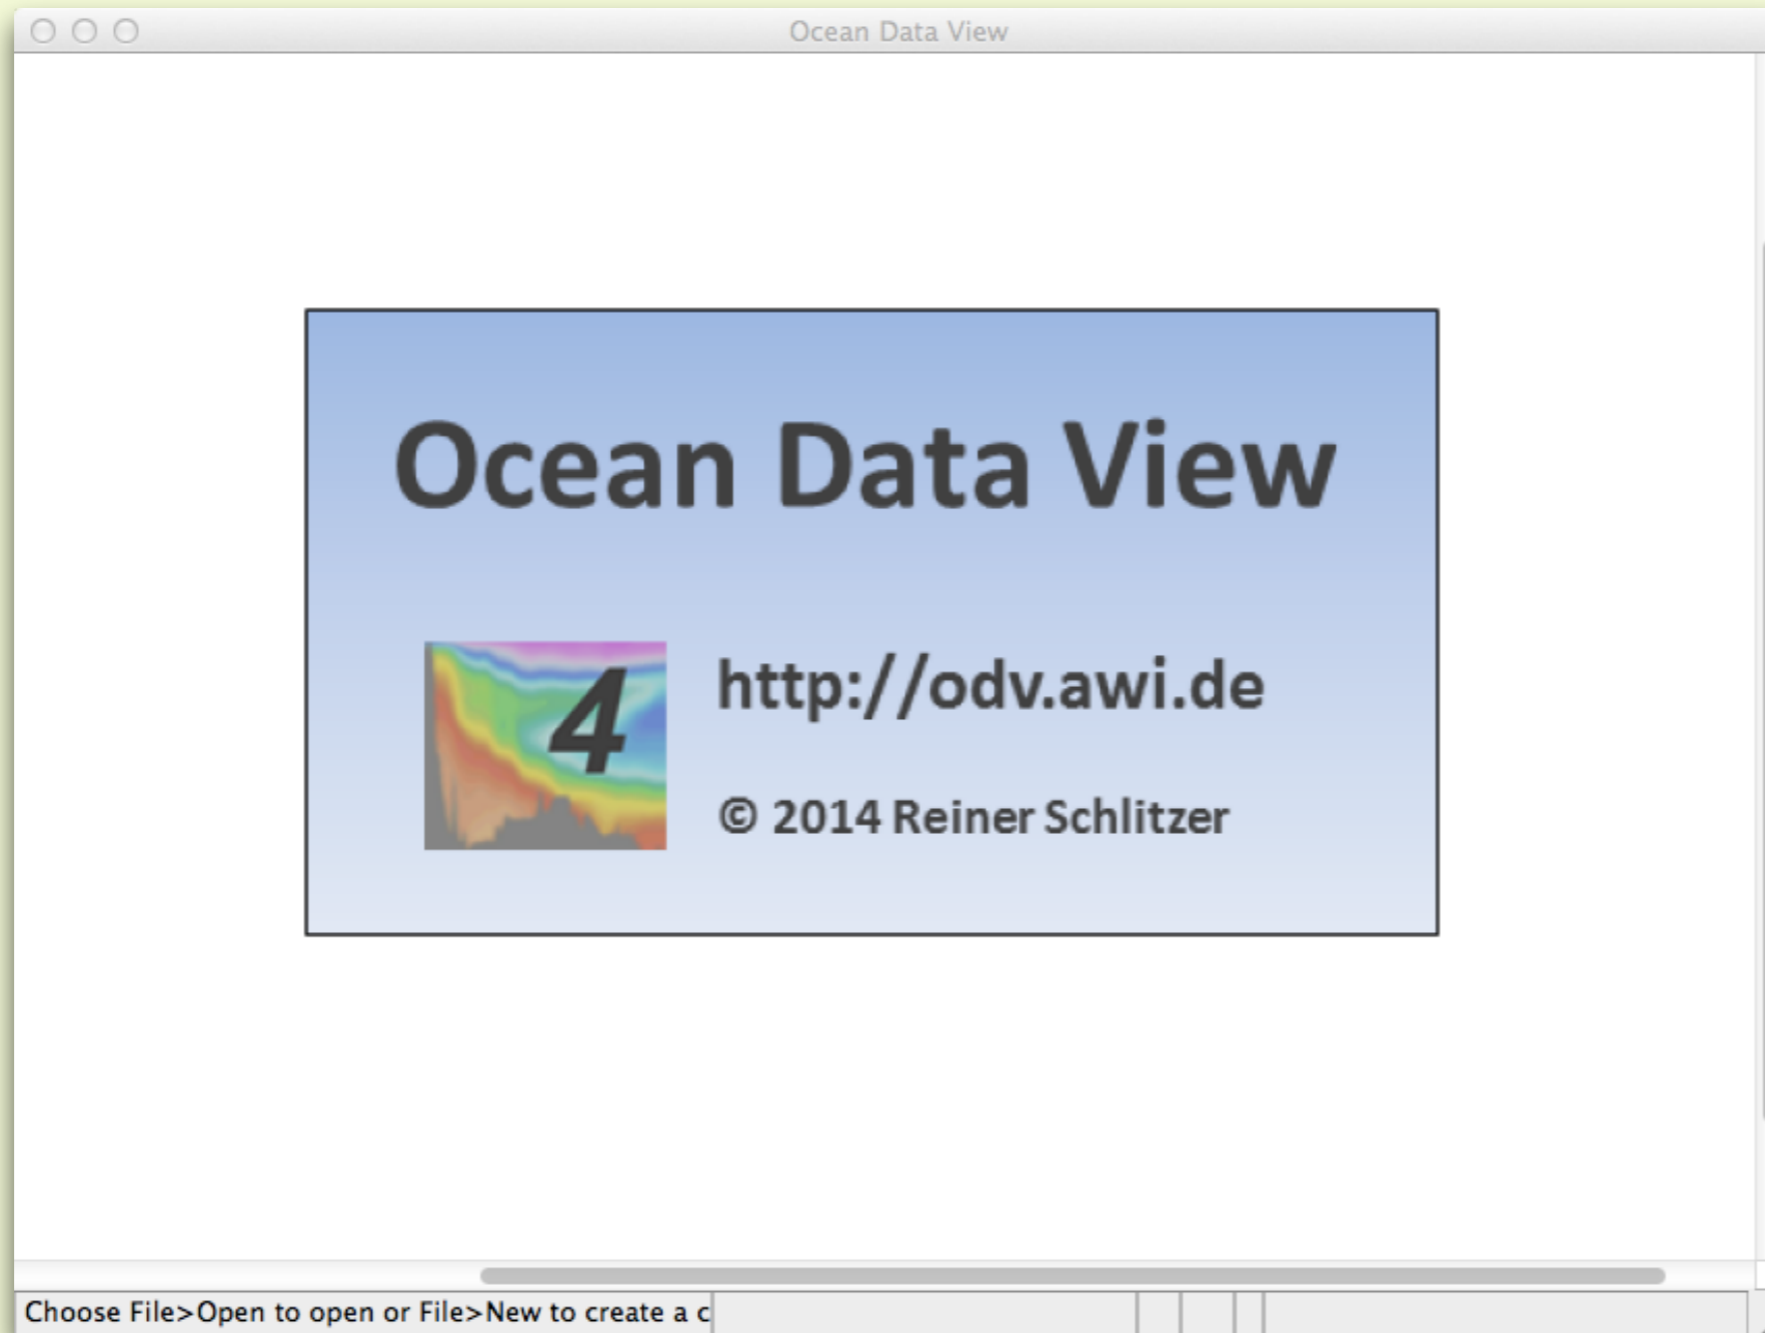 Ocean Data View
Ocean Data View
4
http://odv.awi.de
© 2014 Reiner Schlitzer
Choose File>Open to open or File>New to create a c